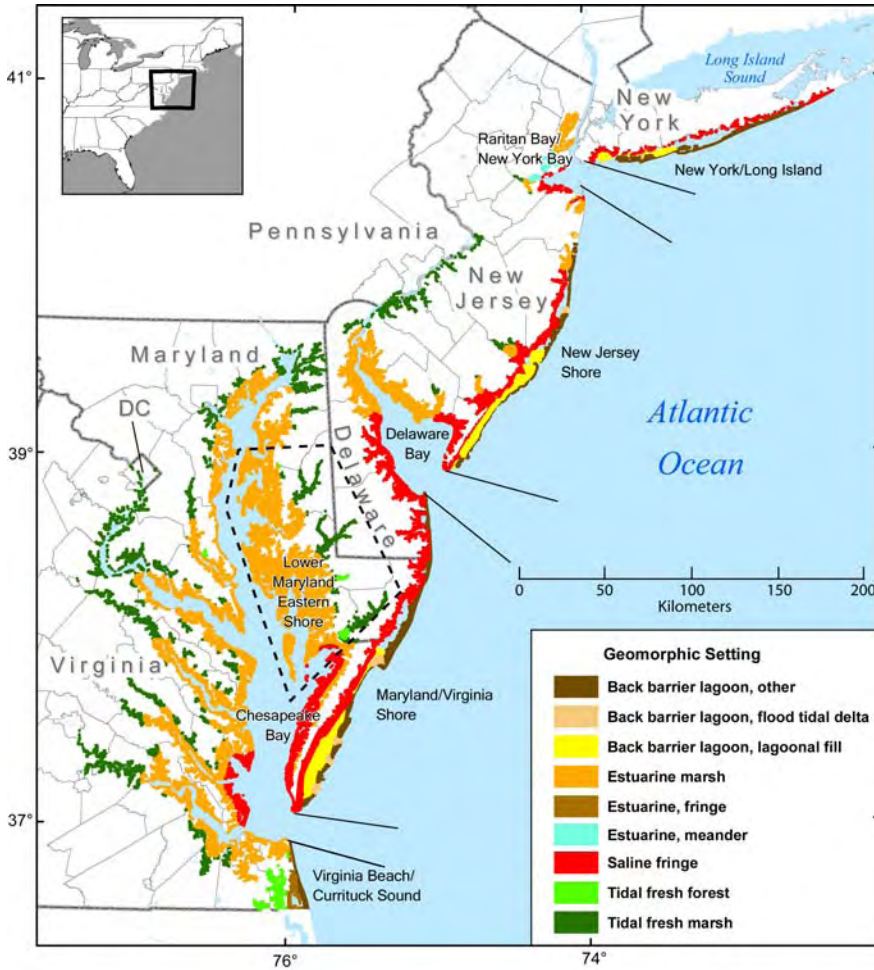 41°
Long Island
Sound
New
York
Raritan Bay/
New York Bay
New York/Long Island
Pennsylvania
New
Jersey
Maryland
New Jersey
Shore
DC
Atlantic
Ocean
39°
Delaware
Bay
Delaware
0 50 100 150 200
Kilometers
Lower
Maryland
Eastern
Shore
Virginia
Maryland/Virginia
Shore
Chesapeake
Bay
37°
Virginia Beach/
Currituck Sound
76°
74°
Geomorphic Setting
Back barrier lagoon, other
Back barrier lagoon, flood tidal delta
Back barrier lagoon, lagoonal fill
Estuarine marsh
Estuarine, fringe
Estuarine, meander
Saline fringe
Tidal fresh forest
Tidal fresh marsh